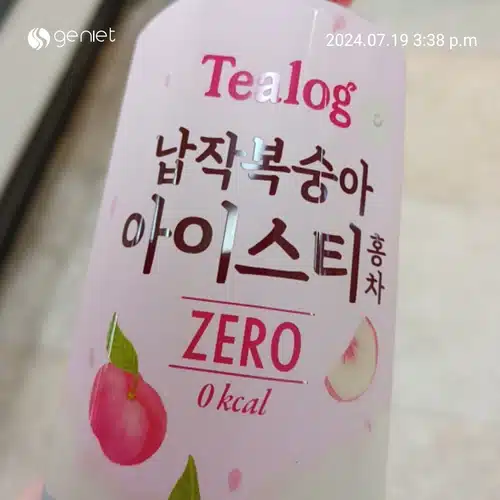 geniet
2024.07.19 3:38 p.m
Tealog
납작복숭아
아이스티
홍차
ZERO
0 kcal